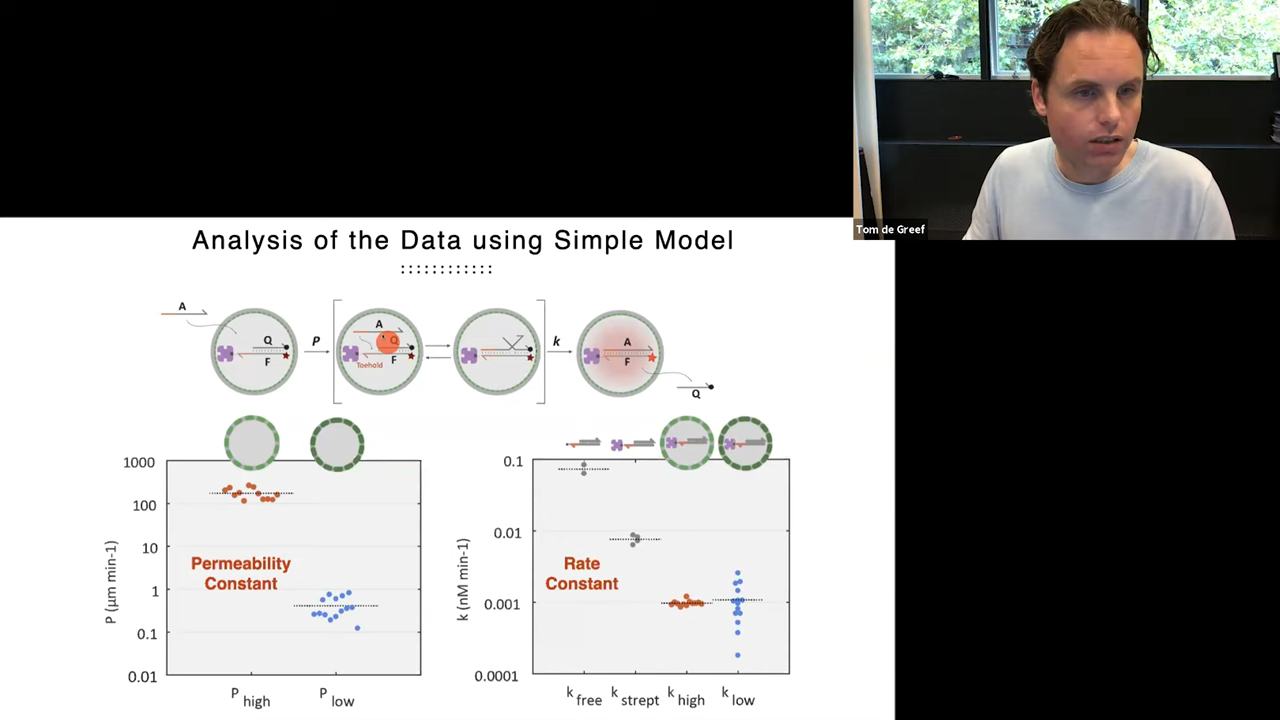 Tom de Greef
Analysis of the Data using Simple Model
A
Q
F
P
A
Q
F
Toehold
k
A
F
Q
P (µm min-1)
1000
100
10
1
0.1
0.01
Permeability
Constant
P high
P low
k (nM min-1)
0.1
0.01
0.001
0.0001
Rate
Constant
k free
k strept
k high
k low